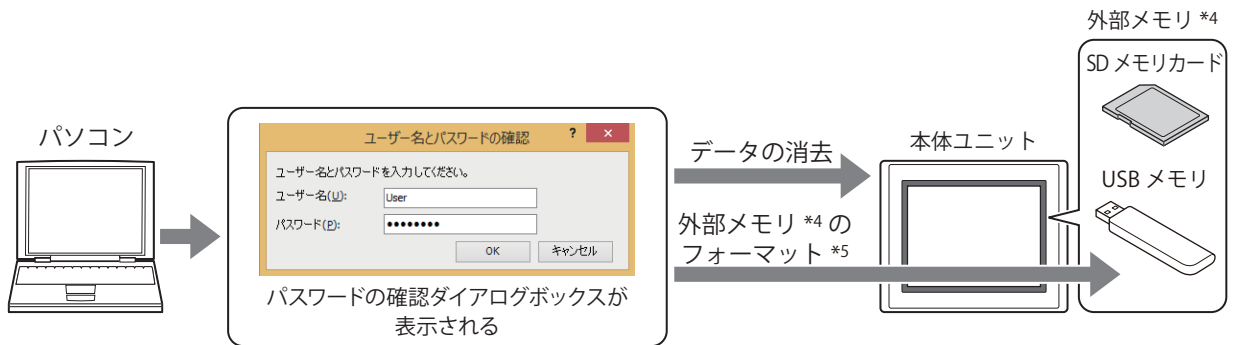 外部メモリ *4
SD メモリカード
USB メモリ
パソコン
ユーザー名とパスワードの確認 ? ×
ユーザー名とパスワードを入力してください。
ユーザー名(U): User
パスワード(P): ●●●●●●●●
OK キャンセル
パスワードの確認ダイアログボックスが
表示される
データの消去
外部メモリ *4 の
フォーマット *5
本体ユニット